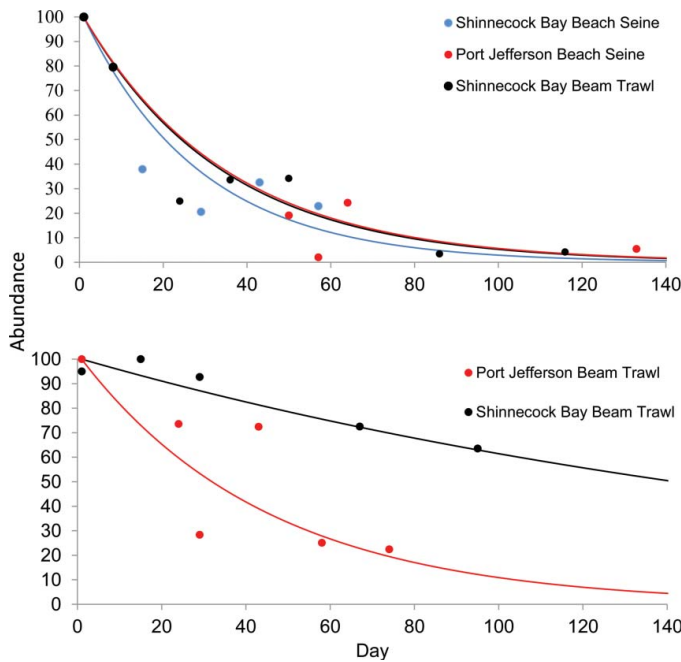 100
90
80
70
60
50
40
30
20
10
0
0 20 40 60 80 100 120 140
Shinnecock Bay Beach Seine
Port Jefferson Beach Seine
Shinnecock Bay Beam Trawl
Abundance
100
90
80
70
60
50
40
30
20
10
0
0 20 40 60 80 100 120 140
Port Jefferson Beam Trawl
Shinnecock Bay Beam Trawl
Day